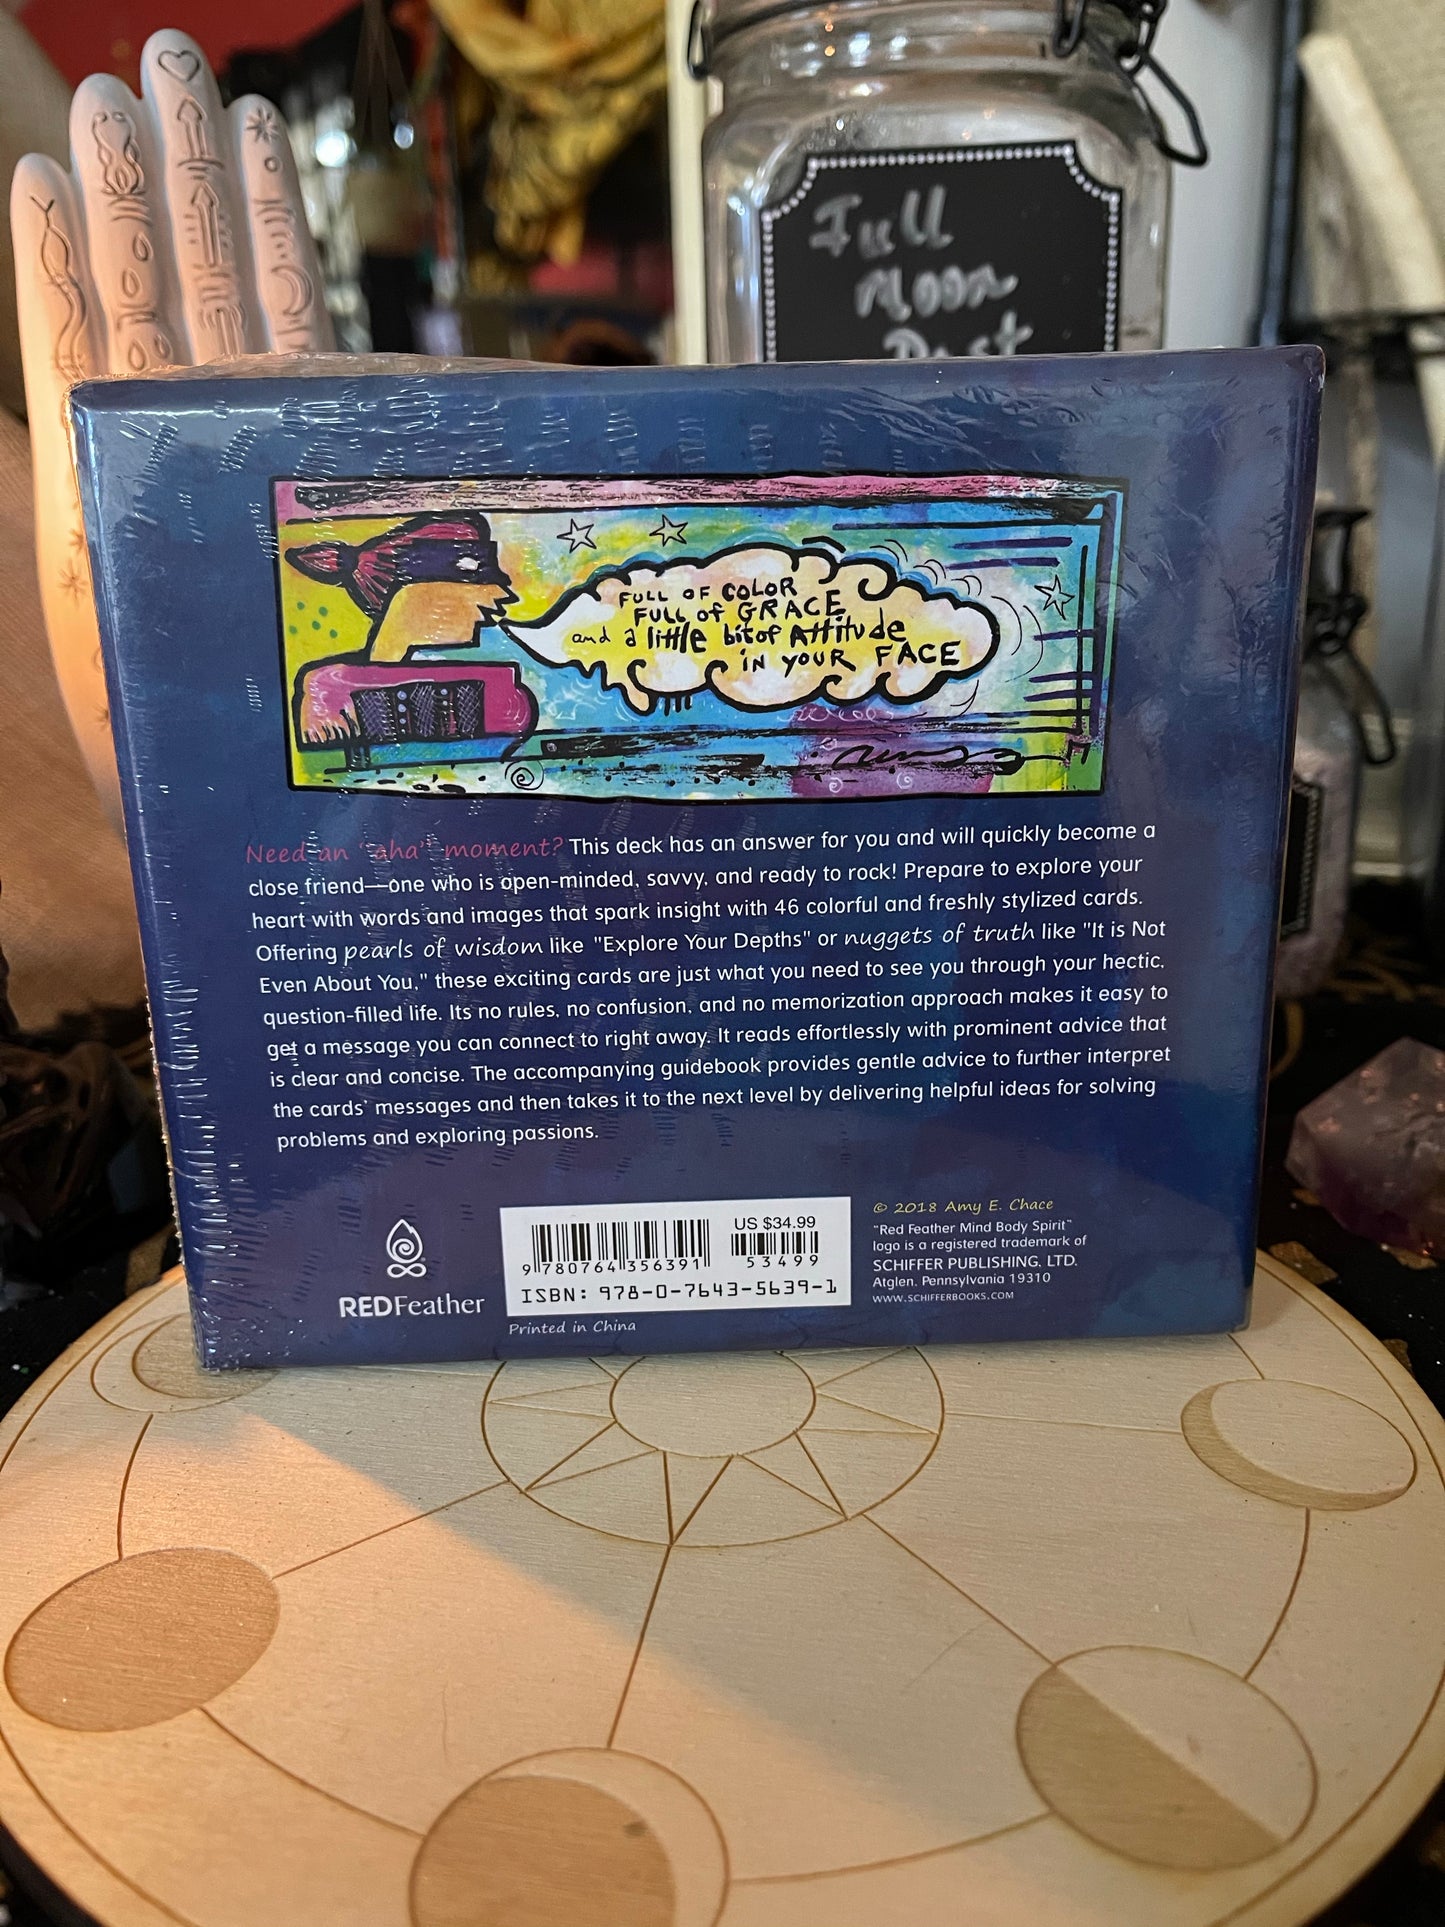 Full
Moon
FULL OF COLOR
FULL of GRACE
and a little bit of Attitude
IN YOUR FACE
Need an "aha" moment? This deck has an answer for you and will quickly become a
close friend—one who is open-minded, savvy, and ready to rock! Prepare to explore your
heart with words and images that spark insight with 46 colorful and freshly stylized cards.
Offering pearls of wisdom like "Explore Your Depths" or nuggets of truth like "It is Not
Even About You," these exciting cards are just what you need to see you through your hectic,
question-filled life. Its no rules, no confusion, and no memorization approach makes it easy to
get a message you can connect to right away. It reads effortlessly with prominent advice that
is clear and concise. The accompanying guidebook provides gentle advice to further interpret
the cards' messages and then takes it to the next level by delivering helpful ideas for solving
problems and exploring passions.
REDFeather
US $34.99
9 780764 356391
5 3 4 9 9
ISBN: 978-0-7643-5639-1
Printed in China
© 2018 Amy E. Chace
"Red Feather Mind Body Spirit"
logo is a registered trademark of
SCHIFFER PUBLISHING, LTD.
Atglen, Pennsylvania 19310
WWW.SCHIFFERBOOKS.COM